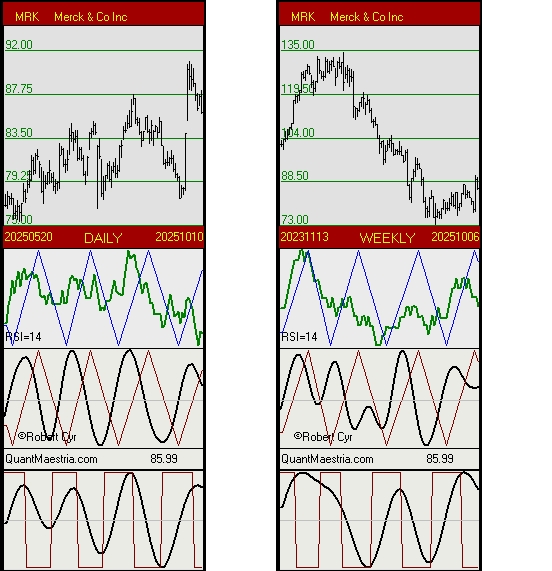 MRK Merck & Co Inc
92.00
87.75
83.50
79.25
75.00
20250520 DAILY 20251010
RSI=14
©Robert Cyr
QuantMaestria.com 85.99
MRK Merck & Co Inc
135.00
119.50
104.00
88.50
73.00
20231113 WEEKLY 20251006
RSI=14
©Robert Cyr
QuantMaestria.com 85.99